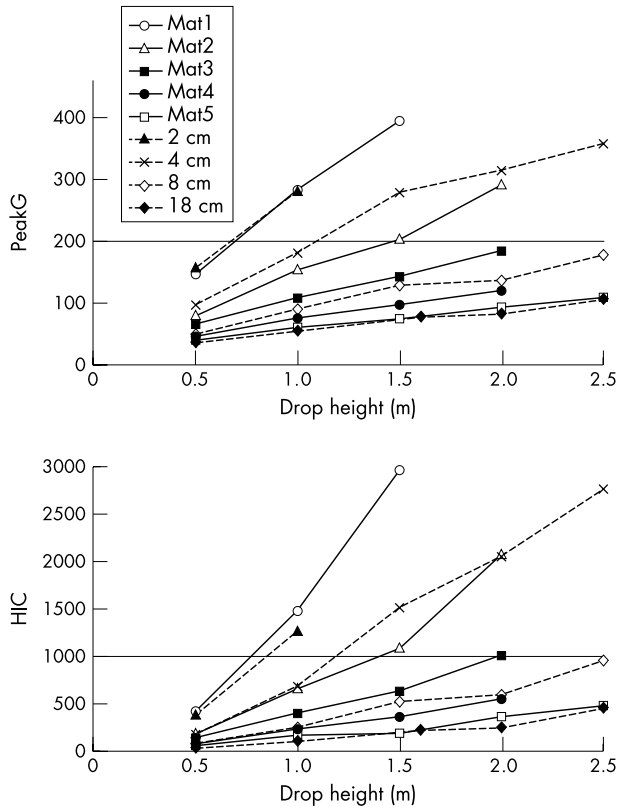 Mat1
Mat2
Mat3
Mat4
Mat5
2 cm
4 cm
8 cm
18 cm
400
300
200
100
0
PeakG
0 0.5 1.0 1.5 2.0 2.5
Drop height (m)
3000
2500
2000
1500
1000
500
0
HIC
0 0.5 1.0 1.5 2.0 2.5
Drop height (m)